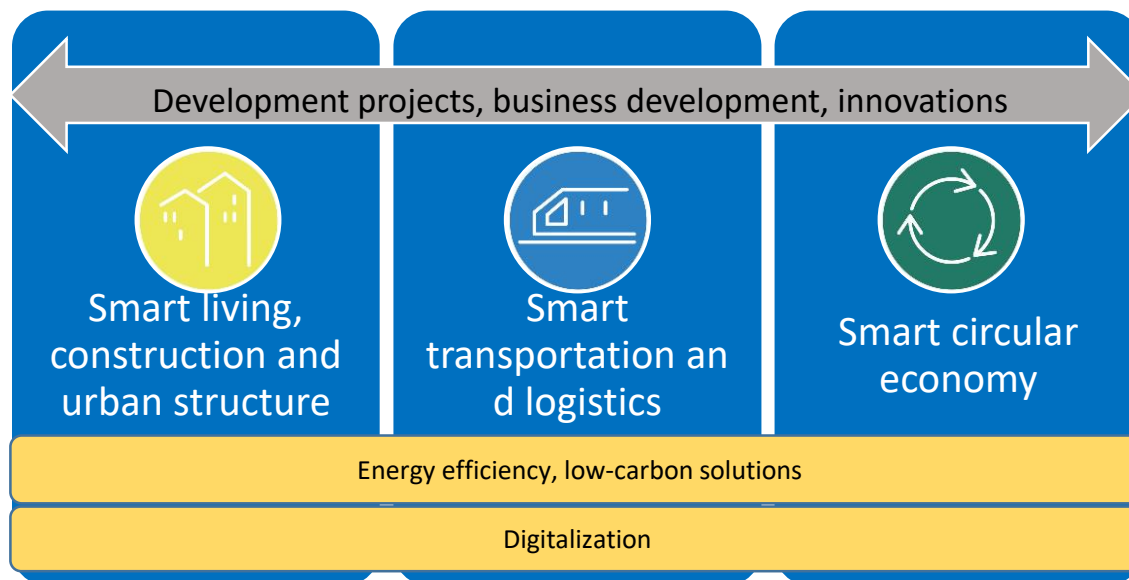 Development projects, business development, innovations
Smart living,
construction and
urban structure
Smart
transportation an
d logistics
Smart circular
economy
Energy efficiency, low-carbon solutions
Digitalization